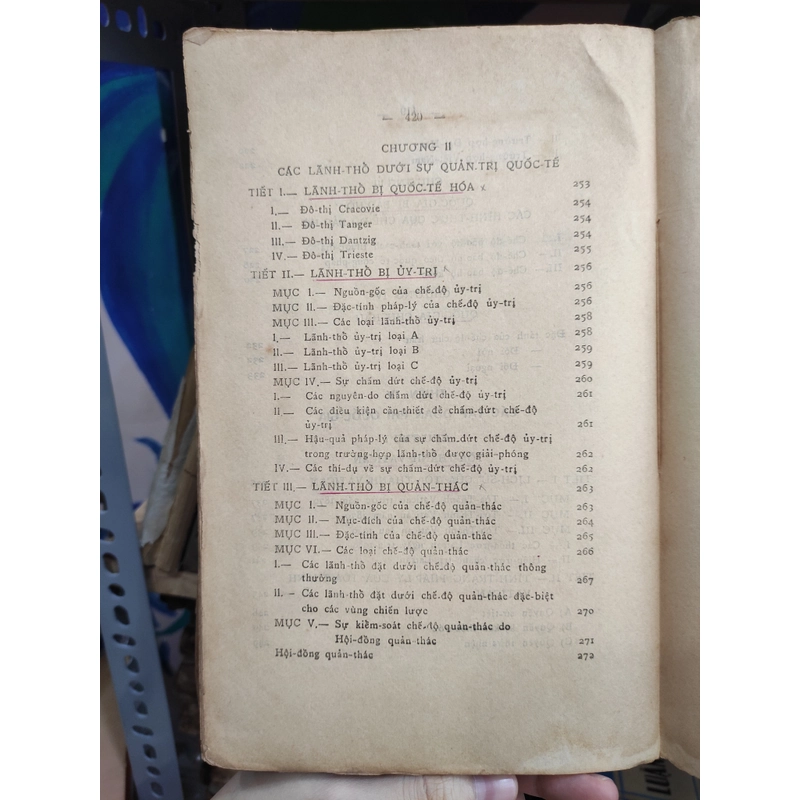 — 420 —
CHƯƠNG II
CÁC LÃNH-THỔ DƯỚI SỰ QUẢN-TRỊ QUỐC-TẾ
TIẾT I.— LÃNH-THỔ BỊ QUỐC-TẾ HÓA 253
I.— Đô-thị Cracovie 254
II.— Đô-thị Tanger 254
III.— Đô-thị Dantzig 254
IV.— Đô-thị Trieste 255
TIẾT II.— LÃNH-THỔ BỊ ỦY-TRỊ 256
MỤC I.— Nguồn-gốc của chế-độ ủy-trị 256
MỤC II.— Đặc-tính pháp-lý của chế-độ ủy-trị 256
MỤC III.— Các loại lãnh-thổ ủy-trị 258
I.— Lãnh-thổ ủy-trị loại A 258
II.— Lãnh-thổ ủy-trị loại B 259
III.— Lãnh-thổ ủy-trị loại C 259
MỤC IV.— Sự chấm dứt chế-độ ủy-trị 260
I.— Các nguyên-do chấm dứt chế-độ ủy-trị 261
II — Các điều kiện cần-thiết để chấm-dứt chế-độ
ủy-trị 261
III.— Hậu-quả pháp-lý của sự chấm-dứt chế-độ ủy-trị
trong trường-hợp lãnh-thổ được giải-phóng 262
IV.— Các thí-dụ về sự chấm-dứt chế-độ ủy-trị 262
TIẾT III.— LÃNH-THỔ BỊ QUẢN-THÁC 263
MỤC I.— Nguồn-gốc của chế-độ quản-thác 263
MỤC II.— Mục-đích của chế-độ quản-thác 264
MỤC III.— Đặc-tính của chế-độ quản-thác 265
MỤC VI.— Các loại chế-độ quản-thác 266
I.— Các lãnh-thổ đặt dưới chế-độ quản-thác thông
thường 267
II. – Các lãnh-thổ đặt dưới chế-độ quản-thác đặc-biệt
cho các vùng chiến lược 270
MỤC V.— Sự kiểm-soát chế-độ quản-thác do
Hội-đồng quản-thác 271
Hội-đồng quản-thác 272
LUẬN